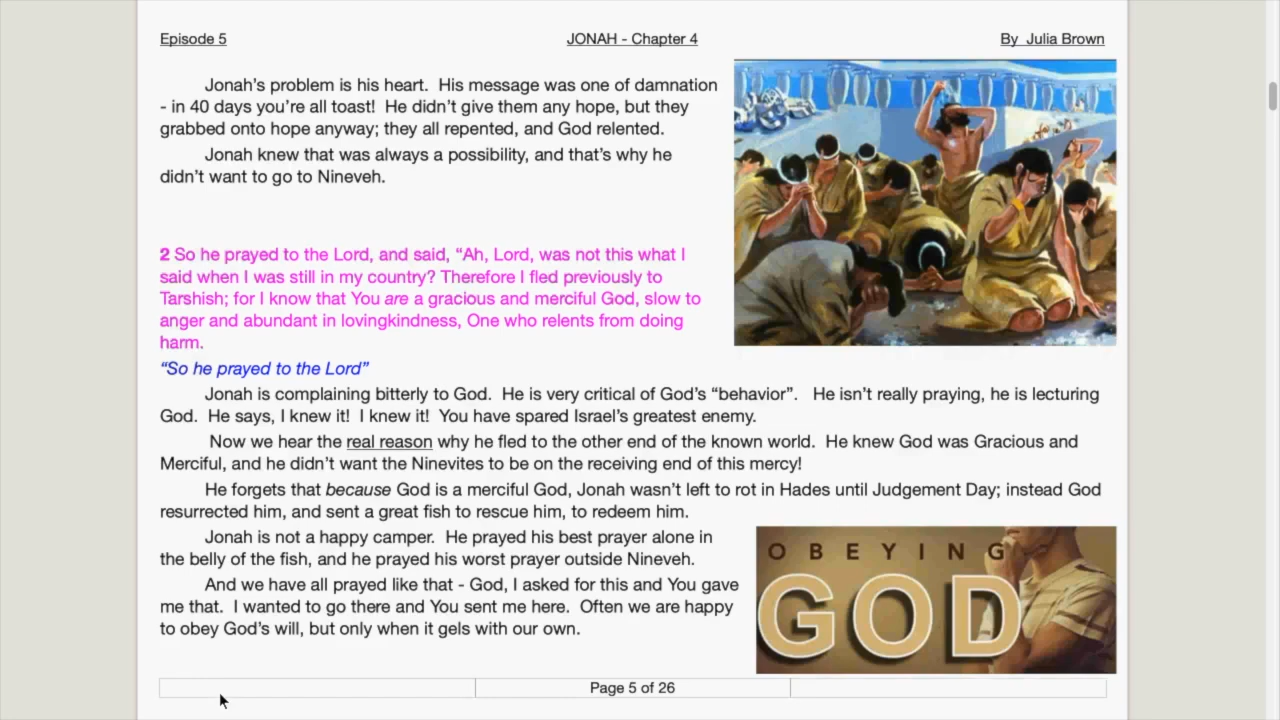 Episode 5 JONAH - Chapter 4 By Julia Brown
Jonah’s problem is his heart. His message was one of damnation
- in 40 days you’re all toast! He didn’t give them any hope, but they
grabbed onto hope anyway; they all repented, and God relented.
Jonah knew that was always a possibility, and that’s why he
didn’t want to go to Nineveh.
2 So he prayed to the Lord, and said, “Ah, Lord, was not this what I
said when I was still in my country? Therefore I fled previously to
Tarshish; for I know that You are a gracious and merciful God, slow to
anger and abundant in lovingkindness, One who relents from doing
harm.
“So he prayed to the Lord”
Jonah is complaining bitterly to God. He is very critical of God’s “behavior”. He isn’t really praying, he is lecturing
God. He says, I knew it! I knew it! You have spared Israel’s greatest enemy.
Now we hear the real reason why he fled to the other end of the known world. He knew God was Gracious and
Merciful, and he didn’t want the Ninevites to be on the receiving end of this mercy!
He forgets that because God is a merciful God, Jonah wasn’t left to rot in Hades until Judgement Day; instead God
resurrected him, and sent a great fish to rescue him, to redeem him.
Jonah is not a happy camper. He prayed his best prayer alone in
the belly of the fish, and he prayed his worst prayer outside Nineveh.
And we have all prayed like that - God, I asked for this and You gave
me that. I wanted to go there and You sent me here. Often we are happy
to obey God’s will, but only when it gels with our own.
OBEYING
GOD
Page 5 of 26